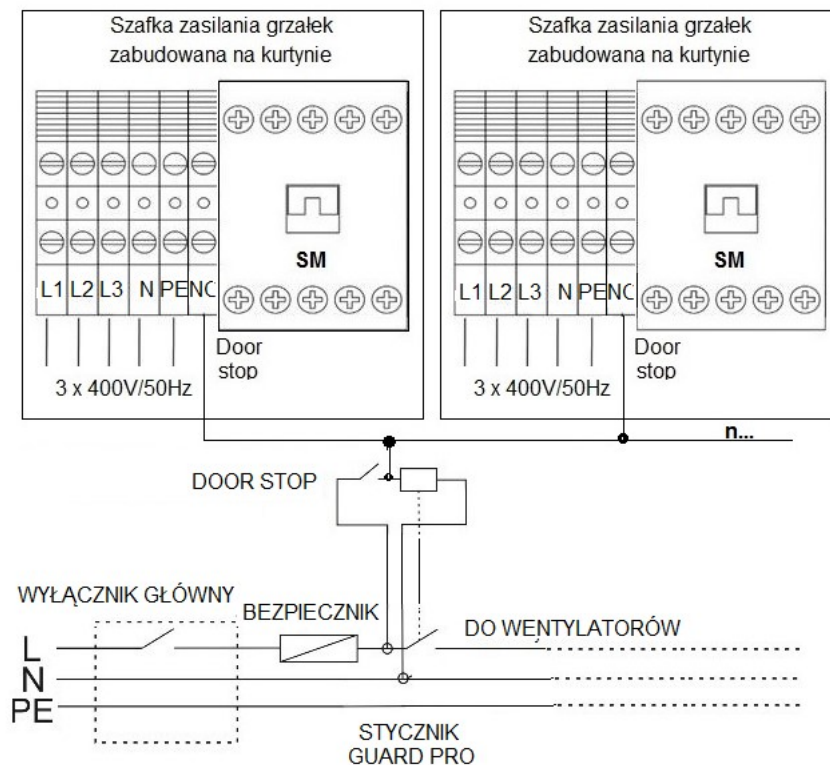 Szafka zasilania grzałek
zabudowana na kurtynie
SM
L1 L2 L3 N PE NO
Door
stop
3 x 400V/50Hz
Szafka zasilania grzałek
zabudowana na kurtynie
SM
L1 L2 L3 N PE NO
Door
stop
3 x 400V/50Hz
n...
DOOR STOP
WYŁĄCZNIK GŁÓWNY
BEZPIECZNIK
DO WENTYLATORÓW
L
N
PE
STYCZNIK
GUARD PRO